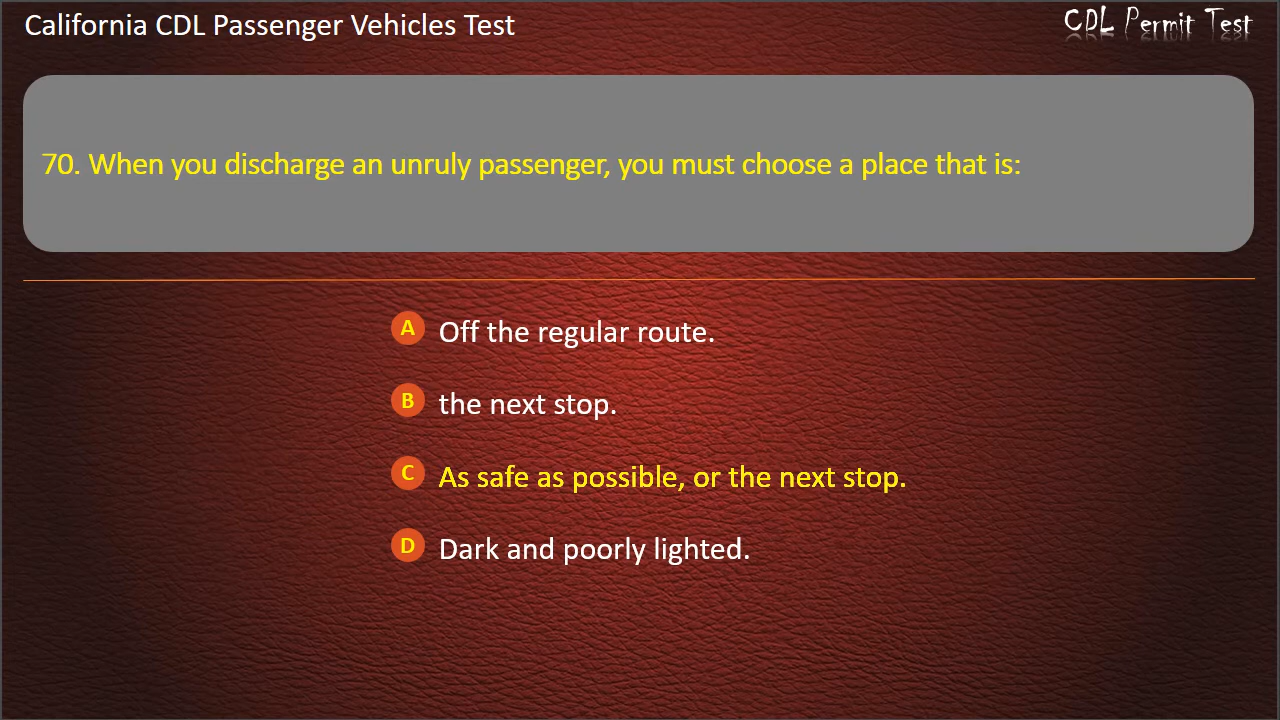 California CDL Passenger Vehicles Test
CDL Permit Test
70. When you discharge an unruly passenger, you must choose a place that is:
A Off the regular route.
B the next stop.
C As safe as possible, or the next stop.
D Dark and poorly lighted.